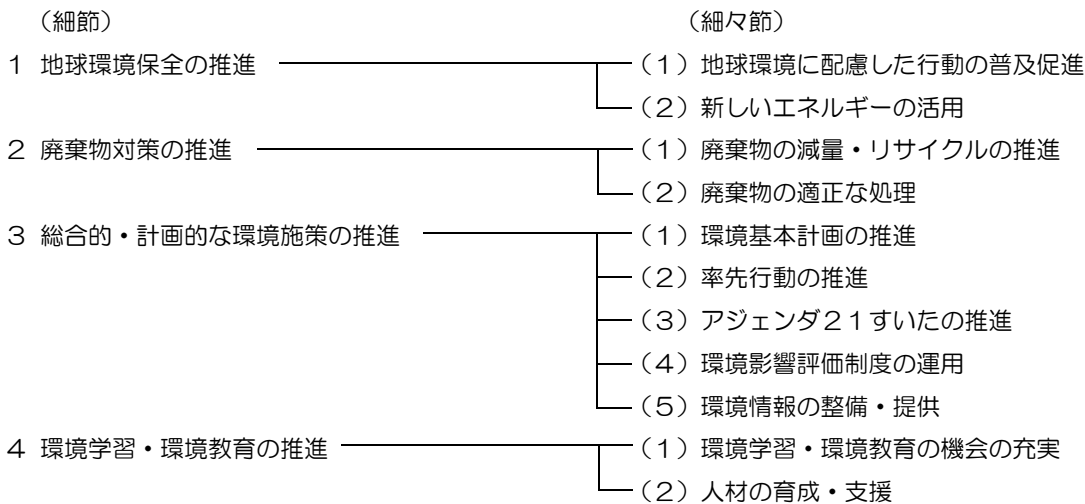 （細節） （細々節）
１ 地球環境保全の推進 （１）地球環境に配慮した行動の普及促進
（２）新しいエネルギーの活用
２ 廃棄物対策の推進 （１）廃棄物の減量・リサイクルの推進
（２）廃棄物の適正な処理
３ 総合的・計画的な環境施策の推進 （１）環境基本計画の推進
（２）率先行動の推進
（３）アジェンダ２１すいたの推進
（４）環境影響評価制度の運用
（５）環境情報の整備・提供
４ 環境学習・環境教育の推進 （１）環境学習・環境教育の機会の充実
（２）人材の育成・支援